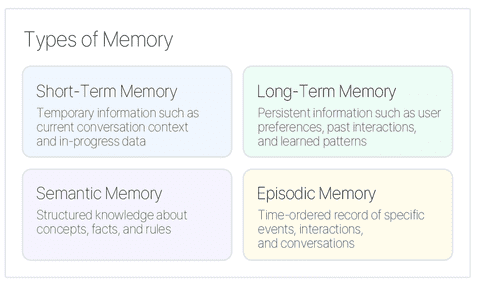 Types of Memory
Short-Term Memory
Temporary information such as
current conversation context
and in-progress data
Long-Term Memory
Persistent information such as user
preferences, past interactions,
and learned patterns
Semantic Memory
Structured knowledge about
concepts, facts, and rules
Episodic Memory
Time-ordered record of specific
events, interactions,
and conversations